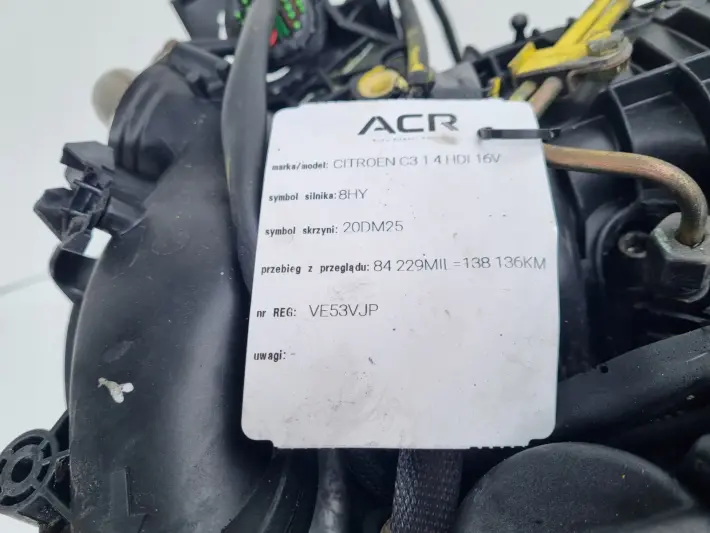 ACR
marka/model: CITROEN C3 1 4 HDI 16V
symbol silnika: 8HY
symbol skrzyni: 20DM25
przebieg z przeglądu: 84 229MIL=138 136KM
nr REG: VE53VJP
uwagi: -